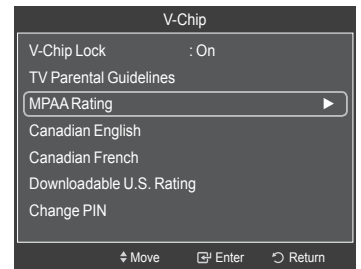 V-Chip
V-Chip Lock : On
TV Parental Guidelines
MPAA Rating ►
Canadian English
Canadian French
Downloadable U.S. Rating
Change PIN
Move Enter Return